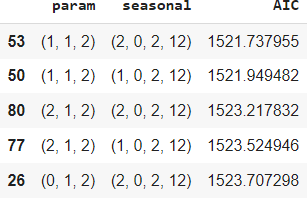 param seasonal AIC
53 (1, 1, 2) (2, 0, 2, 12) 1521.737955
50 (1, 1, 2) (1, 0, 2, 12) 1521.949482
80 (2, 1, 2) (2, 0, 2, 12) 1523.217832
77 (2, 1, 2) (1, 0, 2, 12) 1523.524946
26 (0, 1, 2) (2, 0, 2, 12) 1523.707298